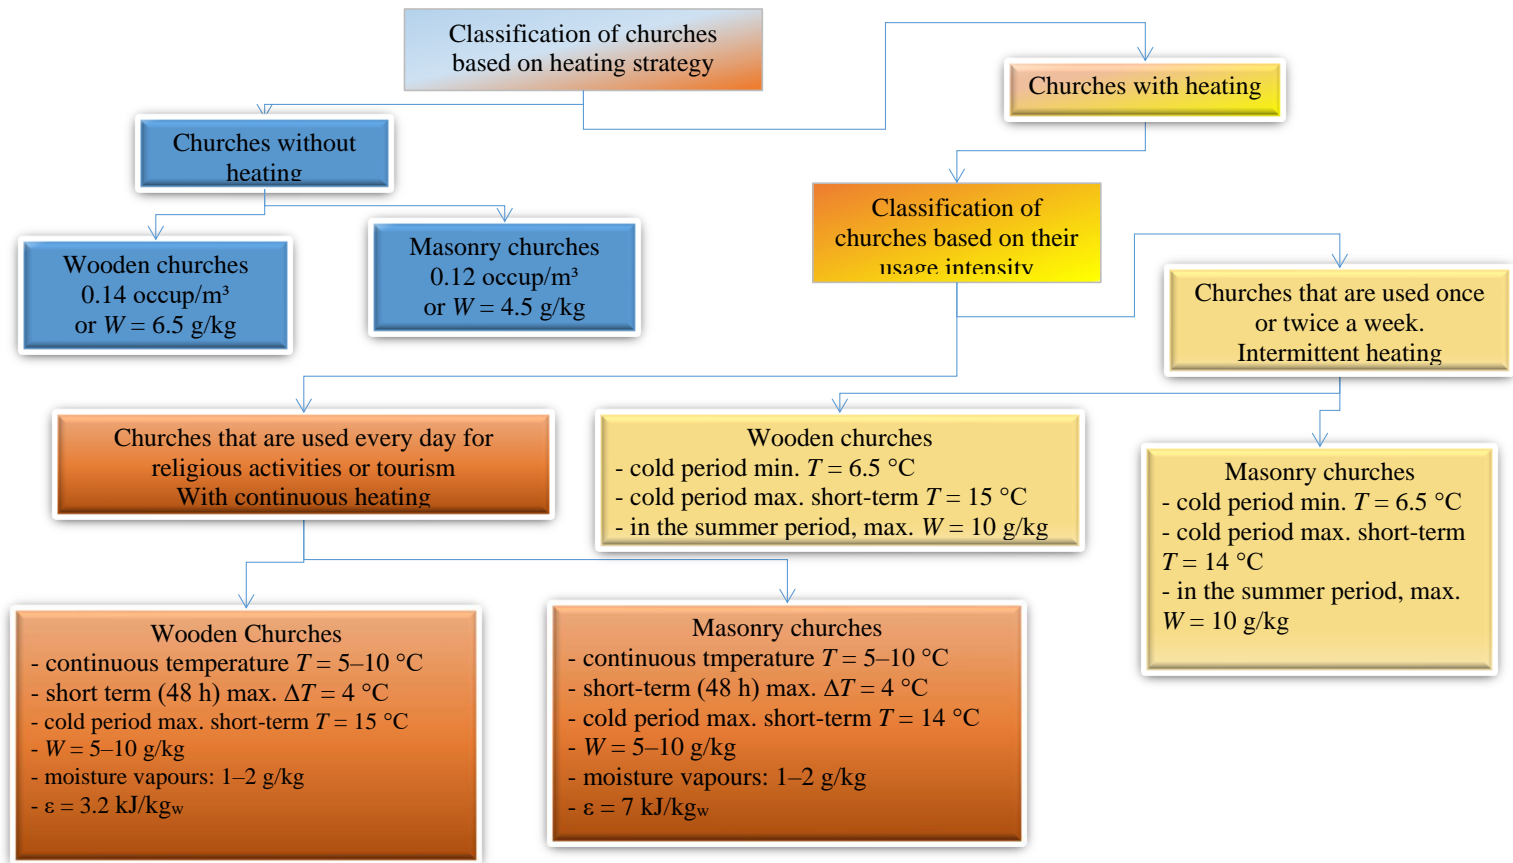 Classification of churches
based on heating strategy
Churches with heating
Churches without
heating
Classification of
churches based on their
usage intensity
Wooden churches
0.14 occup/m³
or W = 6.5 g/kg
Masonry churches
0.12 occup/m³
or W = 4.5 g/kg
Churches that are used once
or twice a week.
Intermittent heating
Churches that are used every day for
religious activities or tourism
With continuous heating
Wooden churches
- cold period min. T = 6.5 °C
- cold period max. short-term T = 15 °C
- in the summer period, max. W = 10 g/kg
Masonry churches
- cold period min. T = 6.5 °C
- cold period max. short-term
T = 14 °C
- in the summer period, max.
W = 10 g/kg
Wooden Churches
- continuous temperature T = 5–10 °C
- short term (48 h) max. ΔT = 4 °C
- cold period max. short-term T = 15 °C
- W = 5–10 g/kg
- moisture vapours: 1–2 g/kg
- ε = 3.2 kJ/kgw
Masonry churches
- continuous tmperature T = 5–10 °C
- short-term (48 h) max. ΔT = 4 °C
- cold period max. short-term T = 14 °C
- W = 5–10 g/kg
- moisture vapours: 1–2 g/kg
- ε = 7 kJ/kgw